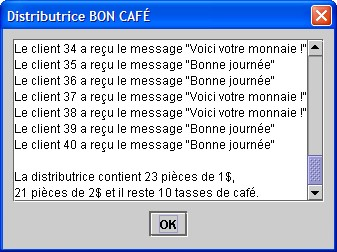 Distributrice BON CAFÉ
Le client 34 a reçu le message "Voici votre monnaie !"
Le client 35 a reçu le message "Bonne journée"
Le client 36 a reçu le message "Bonne journée"
Le client 37 a reçu le message "Voici votre monnaie !"
Le client 38 a reçu le message "Voici votre monnaie !"
Le client 39 a reçu le message "Bonne journée"
Le client 40 a reçu le message "Bonne journée"
La distributrice contient 23 pièces de 1$,
21 pièces de 2$ et il reste 10 tasses de café.
OK